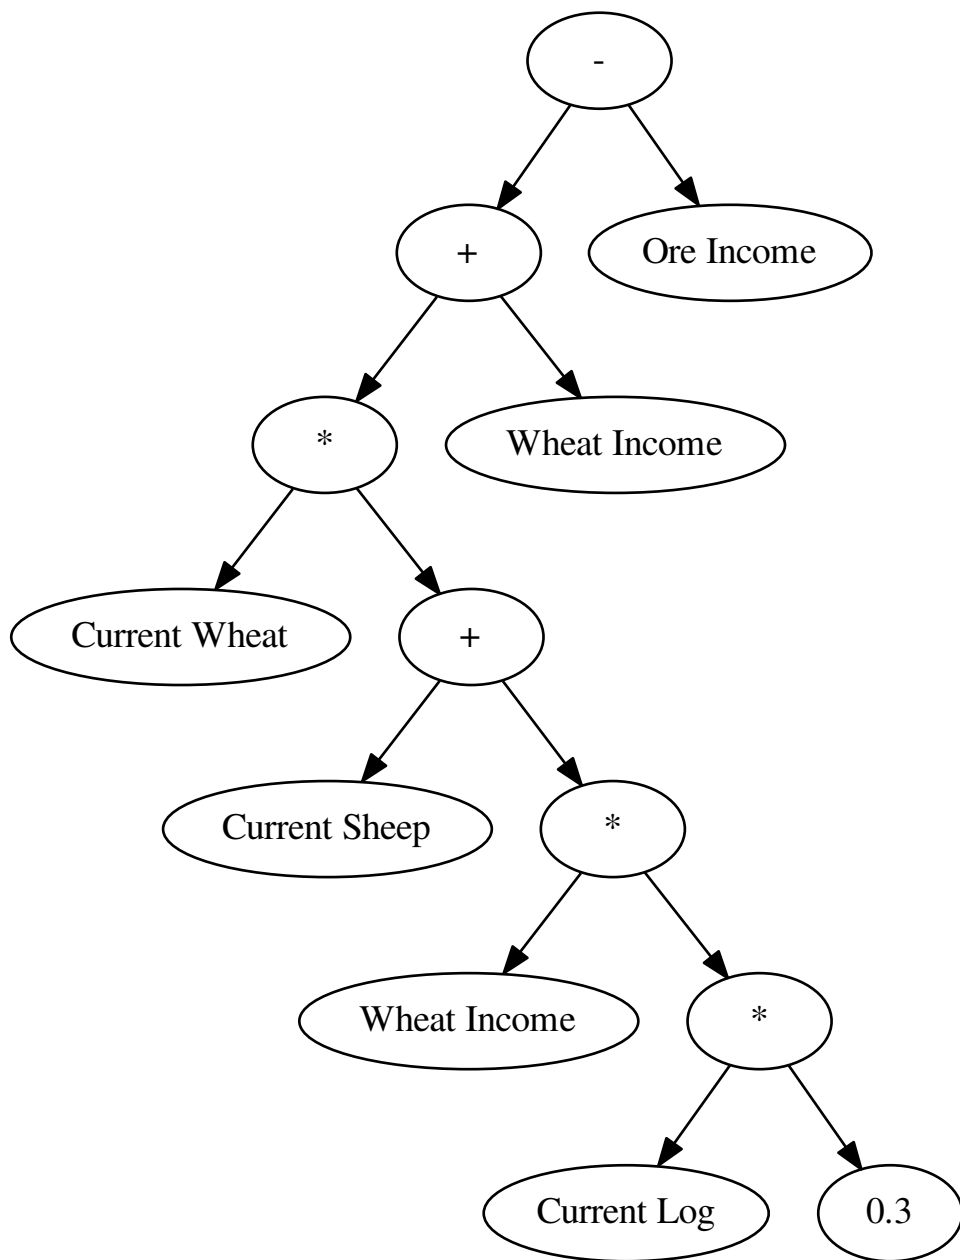 -
+
Ore Income
*
Wheat Income
Current Wheat
+
Current Sheep
*
Wheat Income
*
Current Log
0.3